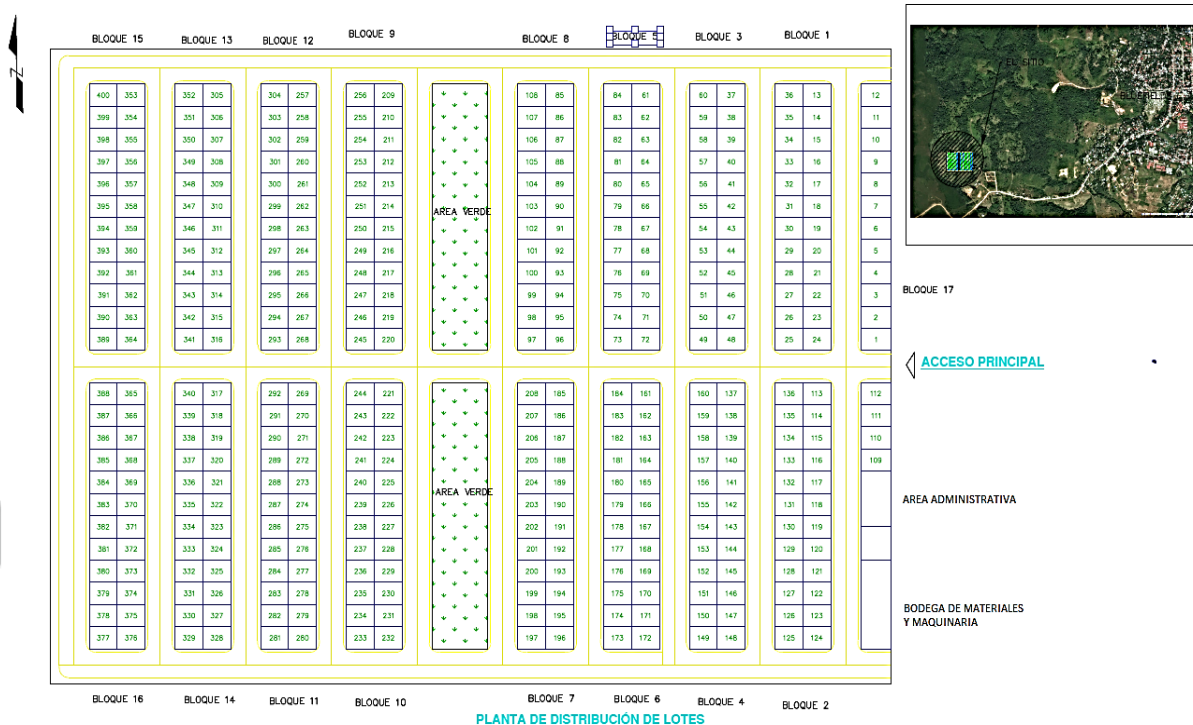 BLOQUE 15 BLOQUE 13 BLOQUE 12 BLOQUE 9 BLOQUE 8 BLOQUE 5 BLOQUE 3 BLOQUE 1
N
EL SITIO
400 353 352 305 304 257 256 209 108 85 84 61 60 37 36 13 12
399 354 351 306 303 258 255 210 107 86 83 62 59 38 35 14 11
398 355 350 307 302 259 254 211 106 87 82 63 58 39 34 15 10
397 356 349 308 301 260 253 212 105 88 81 64 57 40 33 16 9
396 357 348 309 300 261 252 213 104 89 80 65 56 41 32 17 8
395 358 347 310 299 262 251 214 103 90 79 66 55 42 31 18 7
AREA VERDE
394 359 346 311 298 263 250 215 102 91 78 67 54 43 30 19 6
393 360 345 312 297 264 249 216 101 92 77 68 53 44 29 20 5
392 361 344 313 296 265 248 217 100 93 76 69 52 45 28 21 4
391 362 343 314 295 266 247 218 99 94 75 70 51 46 27 22 3
BLOQUE 17
390 363 342 315 294 267 246 219 98 95 74 71 50 47 26 23 2
389 364 341 316 293 268 245 220 97 96 73 72 49 48 25 24 1
ACCESO PRINCIPAL
388 365 340 317 292 269 244 221 208 185 184 161 160 137 136 113 112
387 366 339 318 291 270 243 222 207 186 183 162 159 138 135 114 111
386 367 338 319 290 271 242 223 206 187 182 163 158 139 134 115 110
385 368 337 320 289 272 241 224 205 188 181 164 157 140 133 116 109
384 369 336 321 288 273 240 225 204 189 180 165 156 141 132 117
AREA VERDE
383 370 335 322 287 274 239 226 203 190 179 166 155 142 131 118
AREA ADMINISTRATIVA
382 371 334 323 286 275 238 227 202 191 178 167 154 143 130 119
381 372 333 324 285 276 237 228 201 192 177 168 153 144 129 120
380 373 332 325 284 277 236 229 200 193 176 169 152 145 128 121
379 374 331 326 283 278 235 230 199 194 175 170 151 146 127 122
378 375 330 327 282 279 234 231 198 195 174 171 150 147 126 123
377 376 329 328 281 280 233 232 197 196 173 172 149 148 125 124
BODEGA DE MATERIALES
Y MAQUINARIA
BLOQUE 16 BLOQUE 14 BLOQUE 11 BLOQUE 10 BLOQUE 7 BLOQUE 6 BLOQUE 4 BLOQUE 2
PLANTA DE DISTRIBUCIÓN DE LOTES